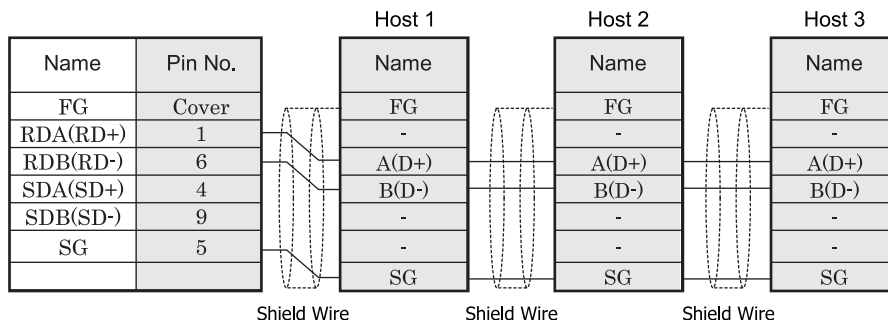 Host 1 Host 2 Host 3
Name Pin No. Name Name Name
FG Cover FG FG FG
RDA(RD+) 1 - - -
RDB(RD-) 6 A(D+) A(D+) A(D+)
SDA(SD+) 4 B(D-) B(D-) B(D-)
SDB(SD-) 9 - - -
SG 5 - - -
SG SG SG
Shield Wire Shield Wire Shield Wire